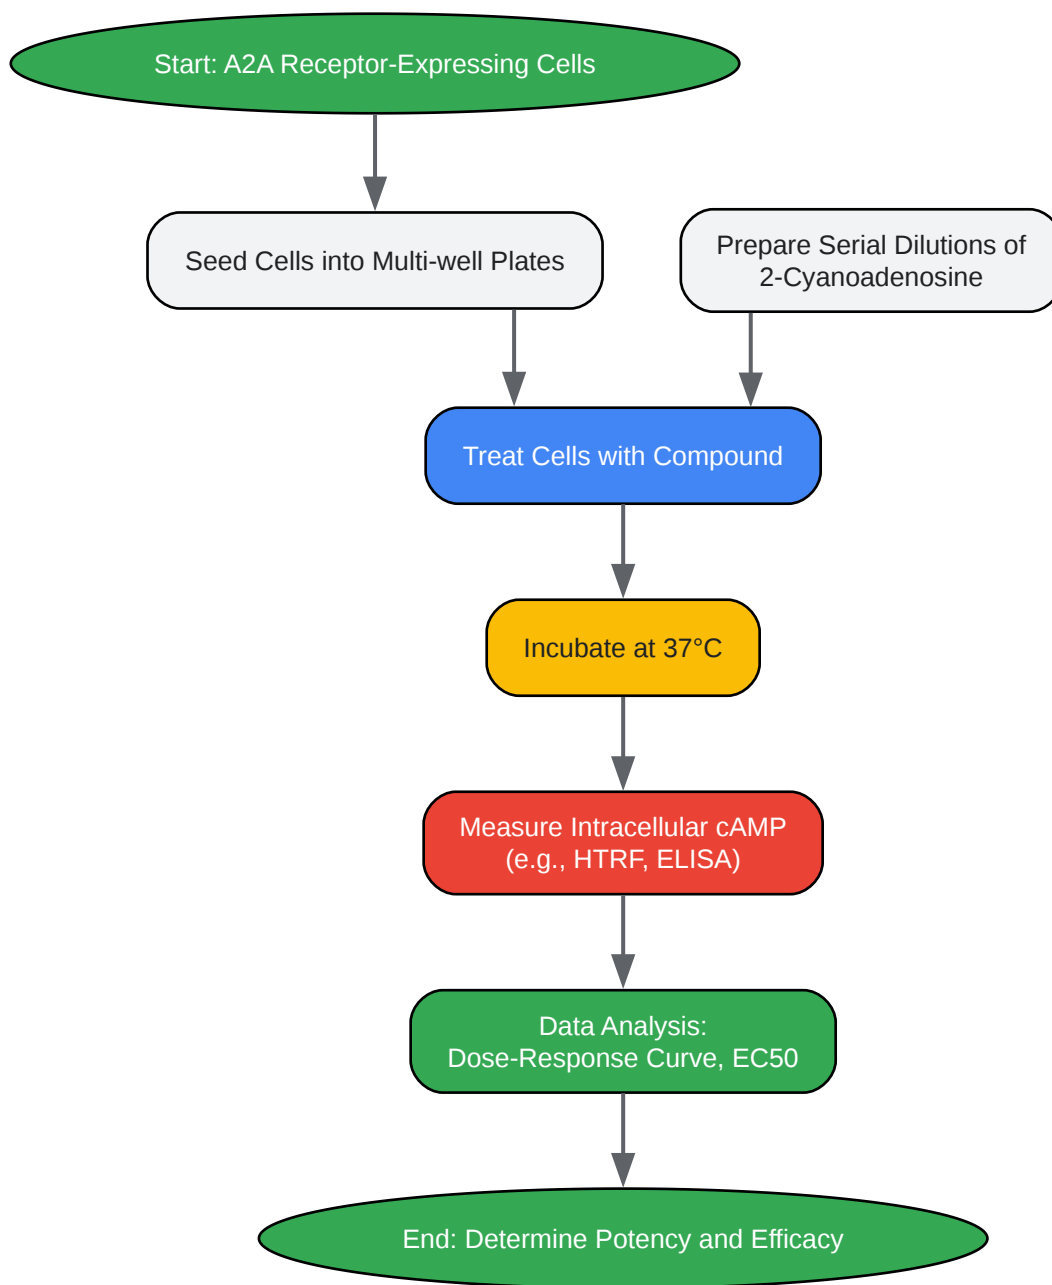 Start: A2A Receptor-Expressing Cells
Seed Cells into Multi-well Plates
Prepare Serial Dilutions of
2-Cyanoadenosine
Treat Cells with Compound
Incubate at 37°C
Measure Intracellular cAMP
(e.g., HTRF, ELISA)
Data Analysis:
Dose-Response Curve, EC50
End: Determine Potency and Efficacy